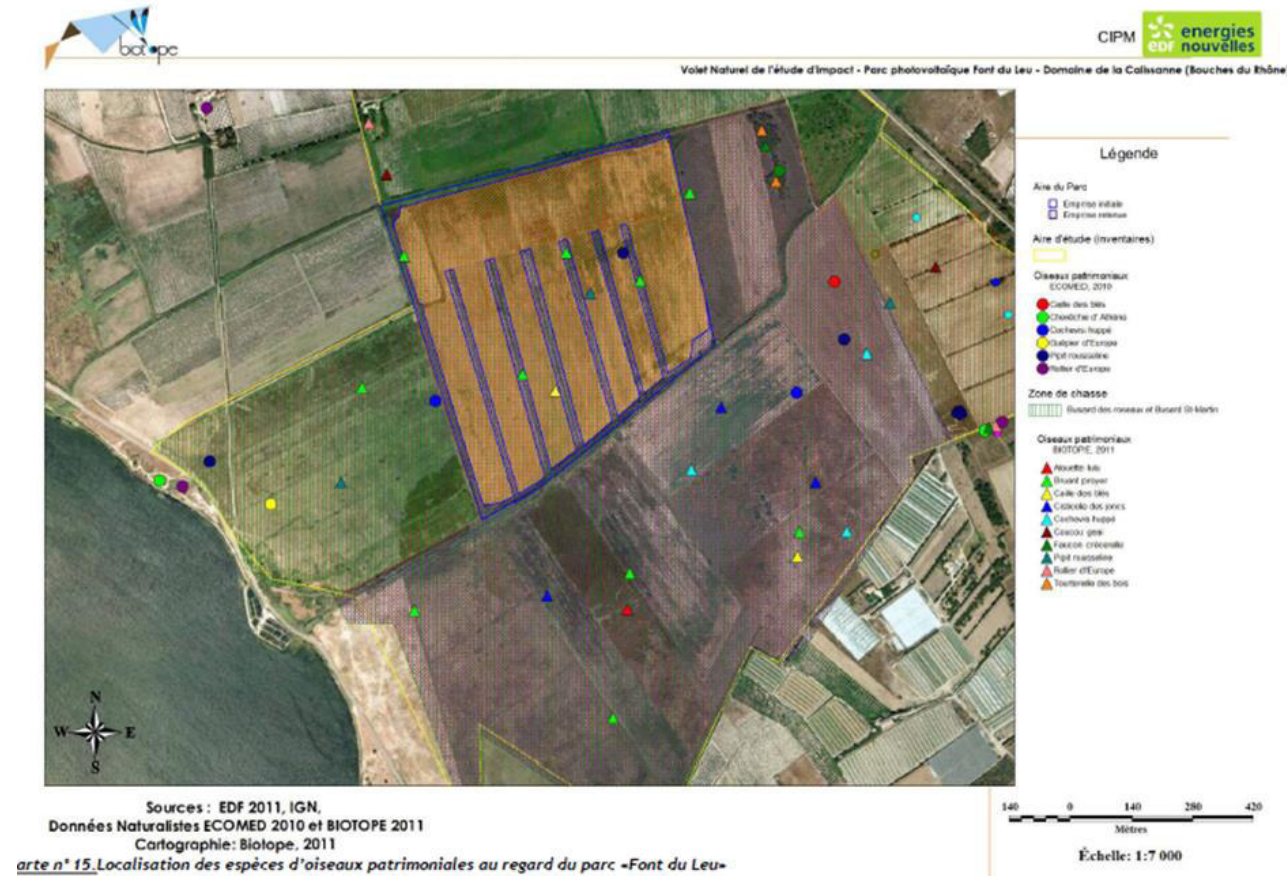 biotope
CIPM
edf energies nouvelles
Volet Naturel de l'étude d'Impact - Parc photovoltaïque Font du Leu - Domaine de la Calissanne (Bouches du Rhône)
Légende
Aire du Parc
Emprise initiale
Emprise retenue
Aire d'étude (inventaires)
Oiseaux patrimoniaux
ECOMED, 2010
Caille des blés
Chevêche d'Athéna
Cochevis huppé
Guêpier d'Europe
Pipit rousseline
Rollier d'Europe
Zone de chasse
Busard des roseaux et Busard St-Martin
Oiseaux patrimoniaux
BIOTOPE, 2011
Alouette lulu
Bruant proyer
Caille des blés
Cisticole des joncs
Cochevis huppé
Coucou geai
Faucon crécerelle
Pipit rousseline
Rollier d'Europe
Tourterelle des bois
N
W E
S
140 0 140 280 420
Mètres
Échelle: 1:7 000
Sources : EDF 2011, IGN,
Données Naturalistes ECOMED 2010 et BIOTOPE 2011
Cartographie: Biotope, 2011
arte n° 15.Localisation des espèces d'oiseaux patrimoniales au regard du parc «Font du Leu»